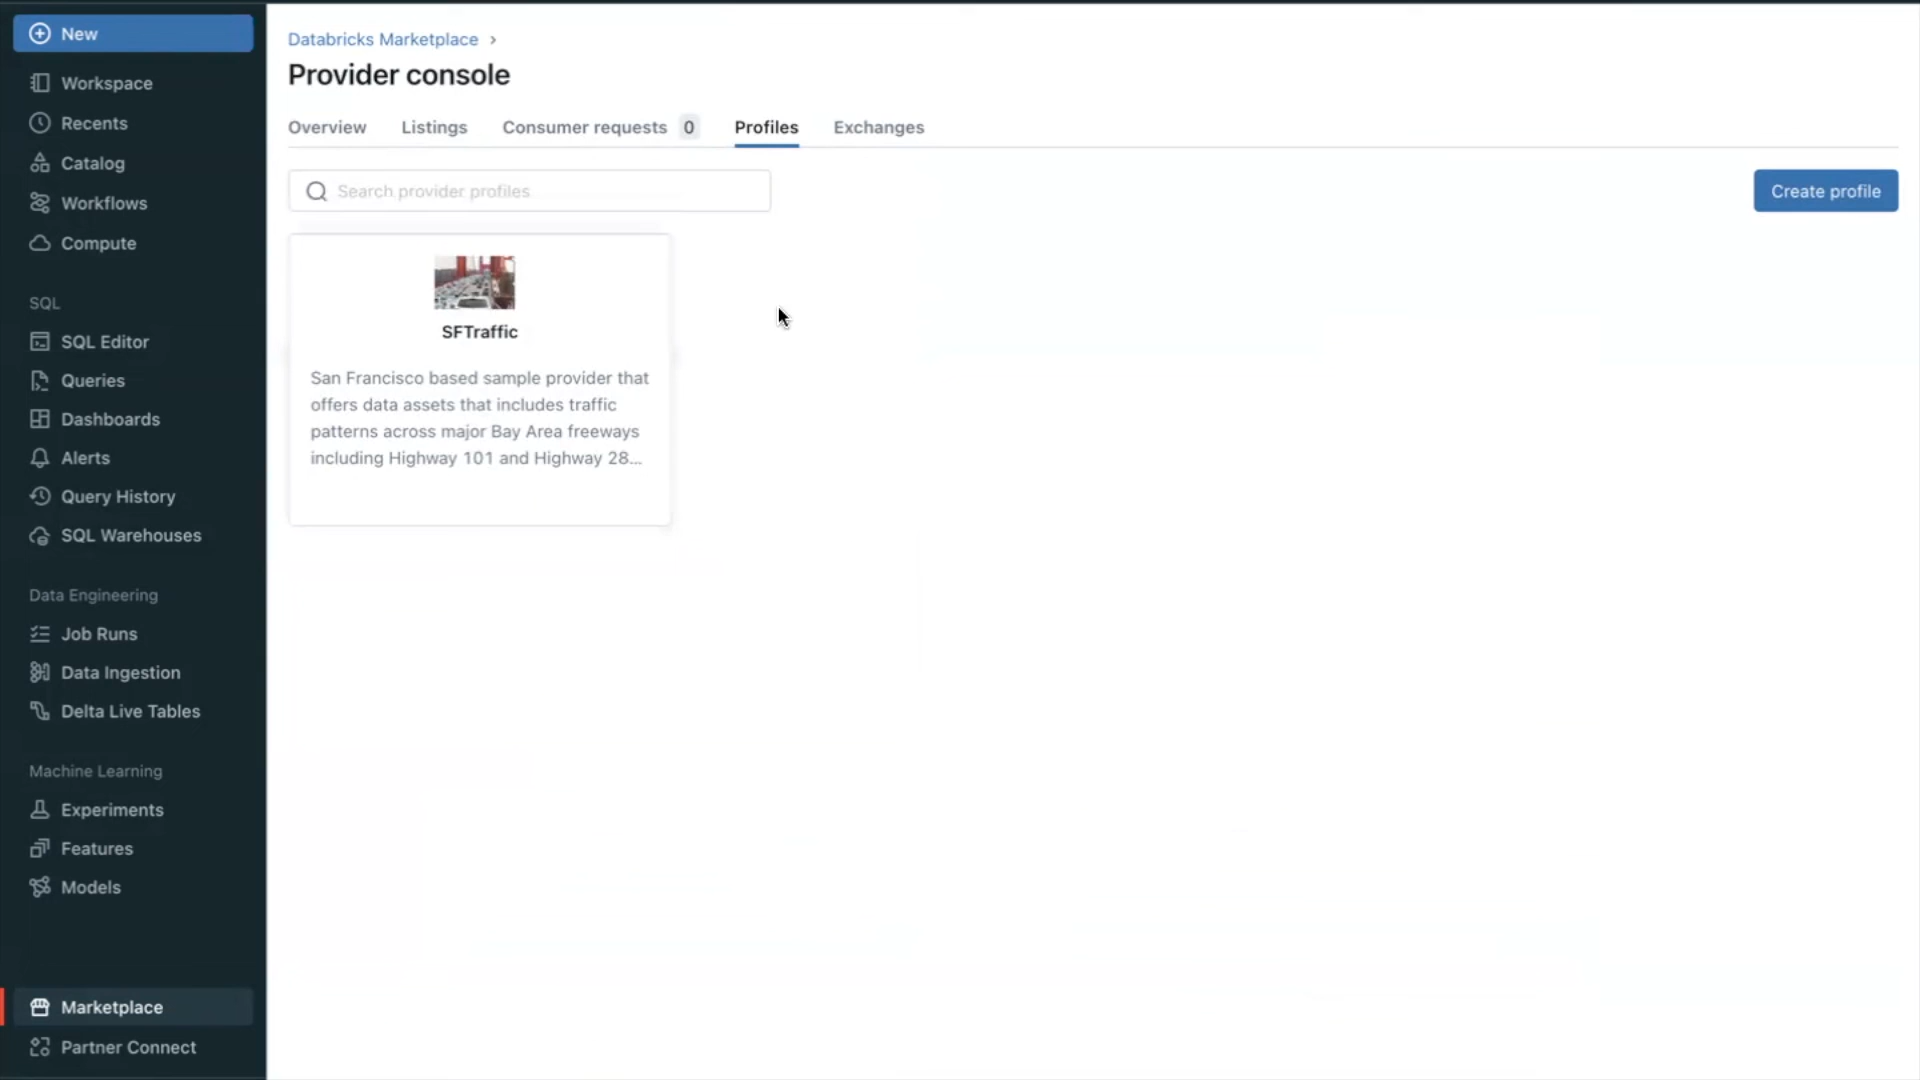 New
Workspace
Recents
Catalog
Workflows
Compute
SQL
SQL Editor
Queries
Dashboards
Alerts
Query History
SQL Warehouses
Data Engineering
Job Runs
Data Ingestion
Delta Live Tables
Machine Learning
Experiments
Features
Models
Marketplace
Partner Connect
Databricks Marketplace ›
Provider console
Overview Listings Consumer requests 0 Profiles Exchanges
Search provider profiles
Create profile
SFTraffic
San Francisco based sample provider that
offers data assets that includes traffic
patterns across major Bay Area freeways
including Highway 101 and Highway 28...